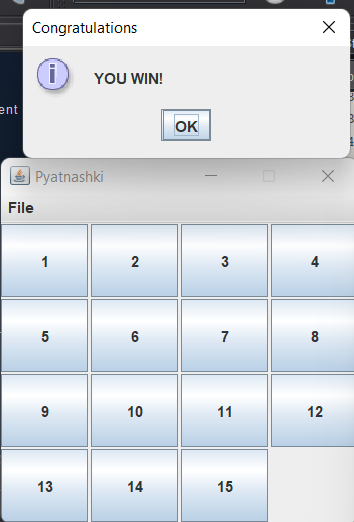 Congratulations
ent
YOU WIN!
OK
Pyatnashki
File
1 2 3 4
5 6 7 8
9 10 11 12
13 14 15